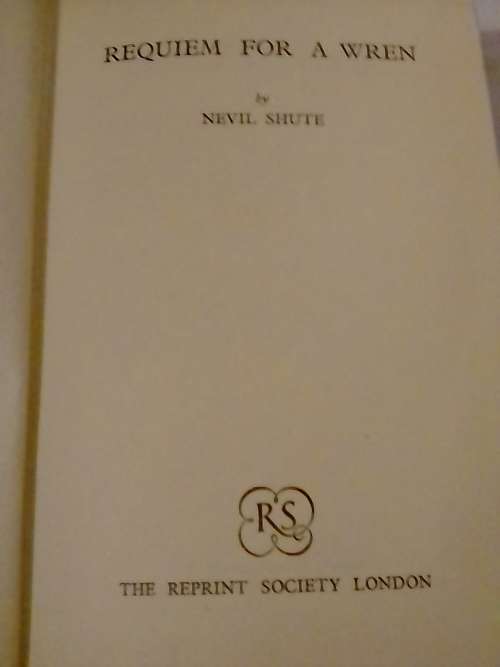 REQUIEM FOR A WREN
by
NEVIL SHUTE
RS
THE REPRINT SOCIETY LONDON